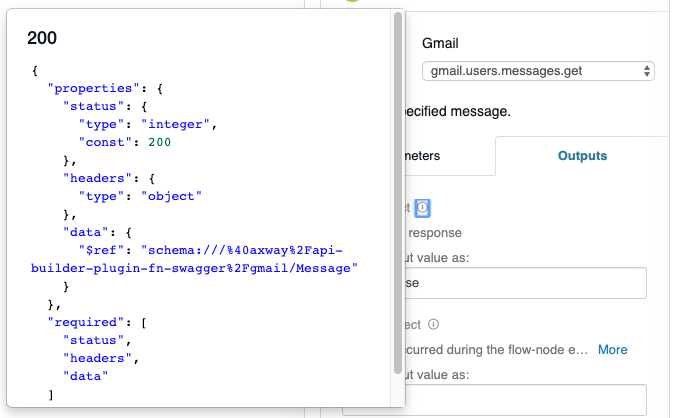 200
{
"properties": {
"status": {
"type": "integer",
"const": 200
},
"headers": {
"type": "object"
},
"data": {
"$ref": "schema:///%40axway%2Fapi-
builder-plugin-fn-swagger%2Fgmail/Message"
}
},
"required": [
"status",
"headers",
"data"
]
Gmail
gmail.users.messages.get
ecified message.
meters
Outputs
response
ut value as:
se
ect
curred during the flow-node e... More
ut value as: